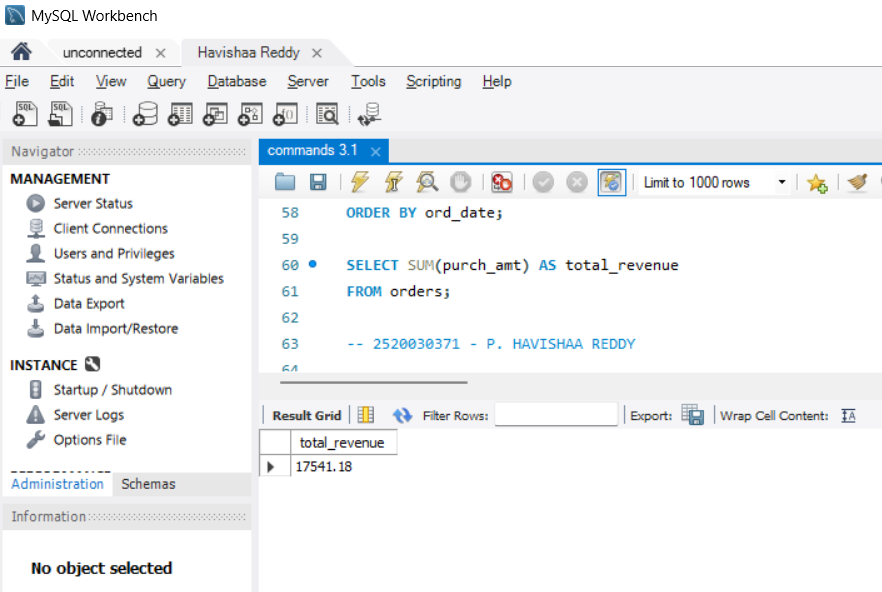 MySQL Workbench
unconnected
Havishaa Reddy
File Edit View Query Database Server Tools Scripting Help
Navigator
MANAGEMENT
Server Status
Client Connections
Users and Privileges
Status and System Variables
Data Export
Data Import/Restore
INSTANCE
Startup / Shutdown
Server Logs
Options File
Administration Schemas
Information
No object selected
commands 3.1
Limit to 1000 rows
58 ORDER BY ord_date;
59
60 SELECT SUM(purch_amt) AS total_revenue
61 FROM orders;
62
63 -- 2520030371 - P. HAVISHAA REDDY
64
Result Grid Filter Rows: Export: Wrap Cell Content:
total_revenue
17541.18